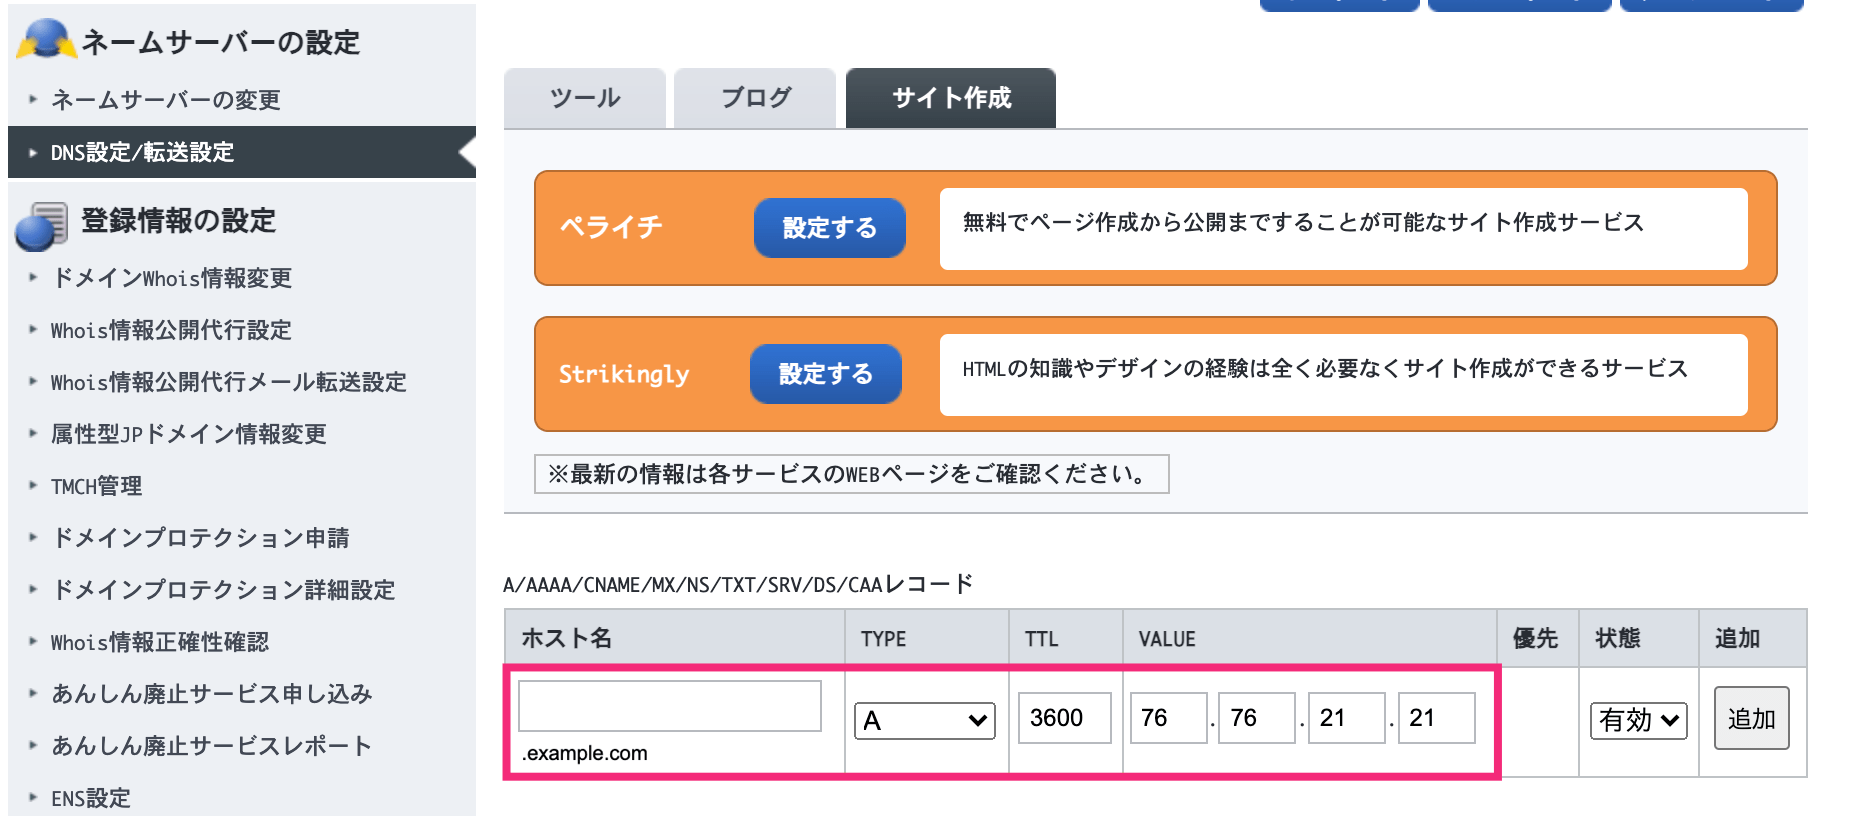 ネームサーバーの設定
ネームサーバーの変更
DNS設定/転送設定
登録情報の設定
ドメインWhois情報変更
Whois情報公開代行設定
Whois情報公開代行メール転送設定
属性型JPドメイン情報変更
TMCH管理
ドメインプロテクション申請
ドメインプロテクション詳細設定
Whois情報正確性確認
あんしん廃止サービス申し込み
あんしん廃止サービスレポート
ENS設定
ツール ブログ サイト作成
ペライチ 設定する 無料でページ作成から公開まですることが可能なサイト作成サービス
Strikingly 設定する HTMLの知識やデザインの経験は全く必要なくサイト作成ができるサービス
※最新の情報は各サービスのWEBページをご確認ください。
A/AAAA/CNAME/MX/NS/TXT/SRV/DS/CAAレコード
ホスト名 TYPE TTL VALUE 優先 状態 追加
A 3600 76 . 76 . 21 . 21 有効 追加
.example.com